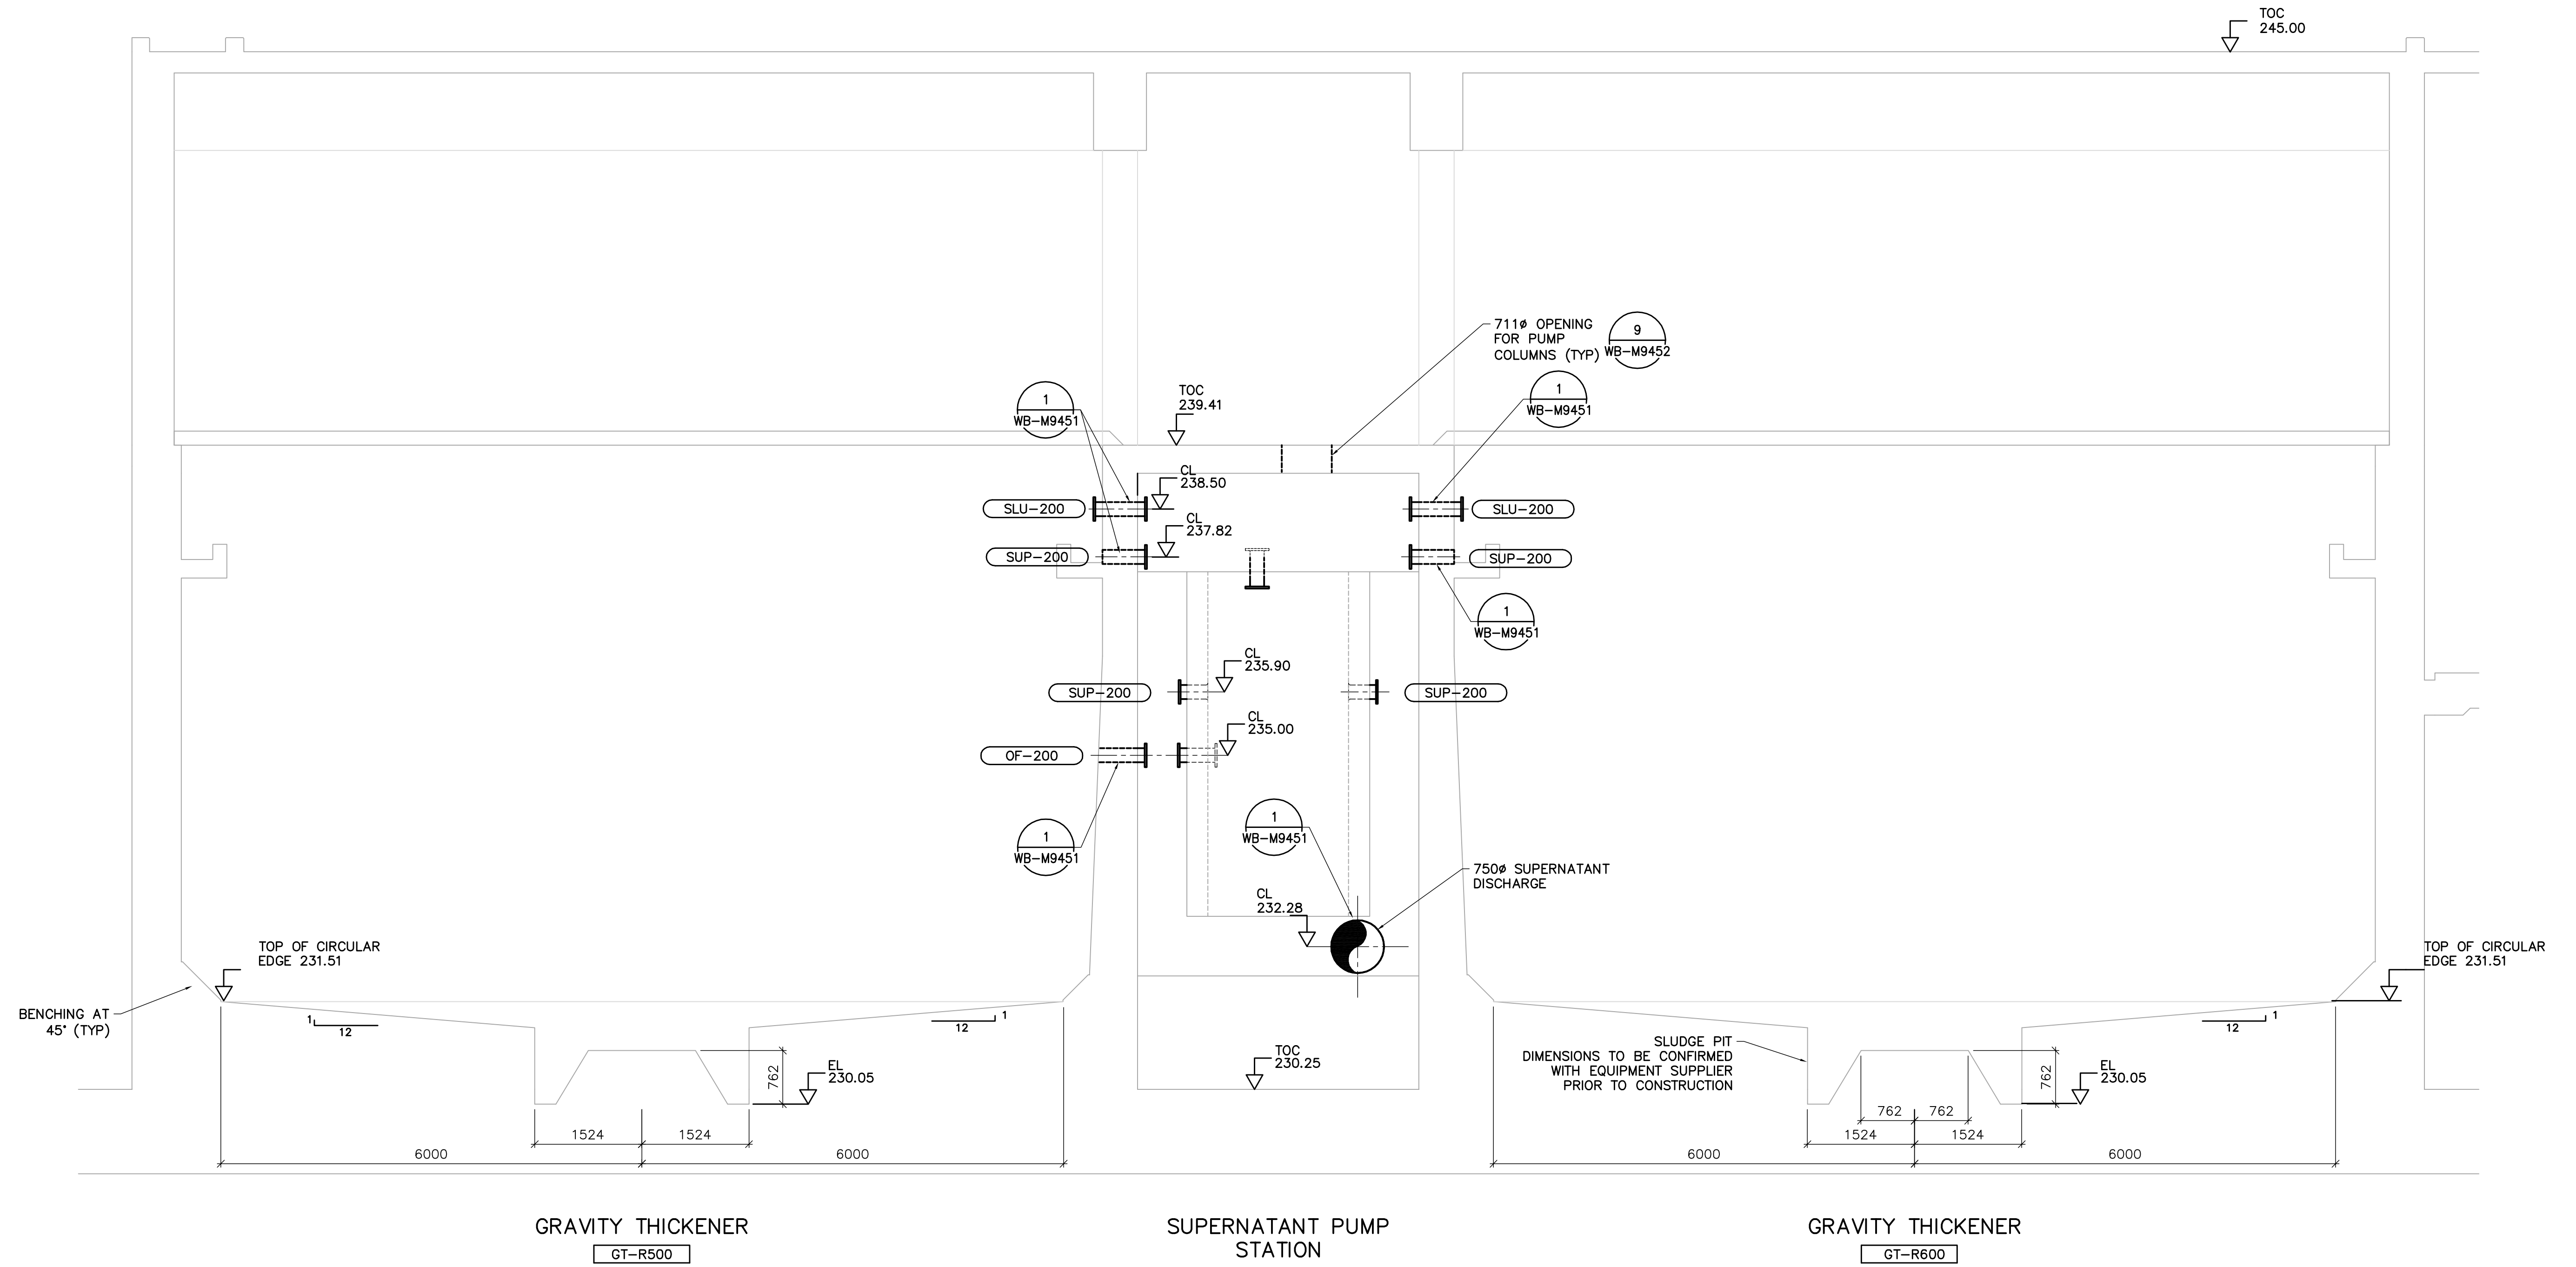 TOC
245.00
711ø OPENING
FOR PUMP
COLUMNS (TYP)
9
WB-M9452
1
WB-M9451
TOC
239.41
1
WB-M9451
CL
238.50
SLU-200
SLU-200
CL
237.82
SUP-200
SUP-200
1
WB-M9451
CL
235.90
SUP-200
SUP-200
CL
235.00
OF-200
1
WB-M9451
1
WB-M9451
750ø SUPERNATANT
DISCHARGE
CL
232.28
TOP OF CIRCULAR
EDGE 231.51
TOP OF CIRCULAR
EDGE 231.51
BENCHING AT
45° (TYP)
1
12
12
1
12
1
SLUDGE PIT
DIMENSIONS TO BE CONFIRMED
WITH EQUIPMENT SUPPLIER
PRIOR TO CONSTRUCTION
TOC
230.25
762
EL
230.05
762
EL
230.05
762
762
1524
1524
1524
1524
6000
6000
6000
6000
GRAVITY THICKENER
GT-R500
SUPERNATANT PUMP
STATION
GRAVITY THICKENER
GT-R600